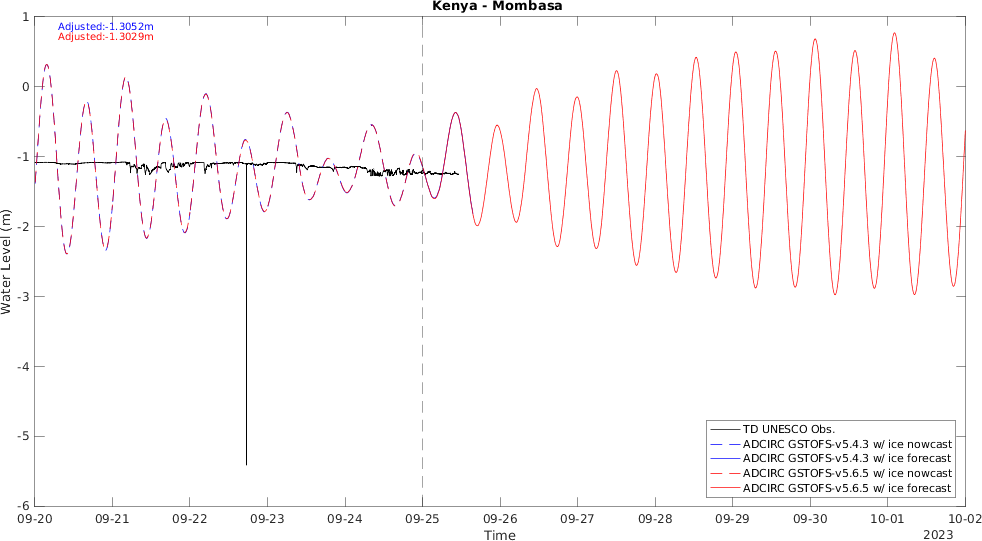 Kenya - Mombasa
Adjusted:-1.3052m
Adjusted:-1.3029m
1
0
-1
-2
-3
-4
-5
-6
Water Level (m)
TD UNESCO Obs.
ADCIRC GSTOFS-v5.4.3 w/ ice nowcast
ADCIRC GSTOFS-v5.4.3 w/ ice forecast
ADCIRC GSTOFS-v5.6.5 w/ ice nowcast
ADCIRC GSTOFS-v5.6.5 w/ ice forecast
09-20 09-21 09-22 09-23 09-24 09-25 09-26 09-27 09-28 09-29 09-30 10-01 10-02
Time
2023